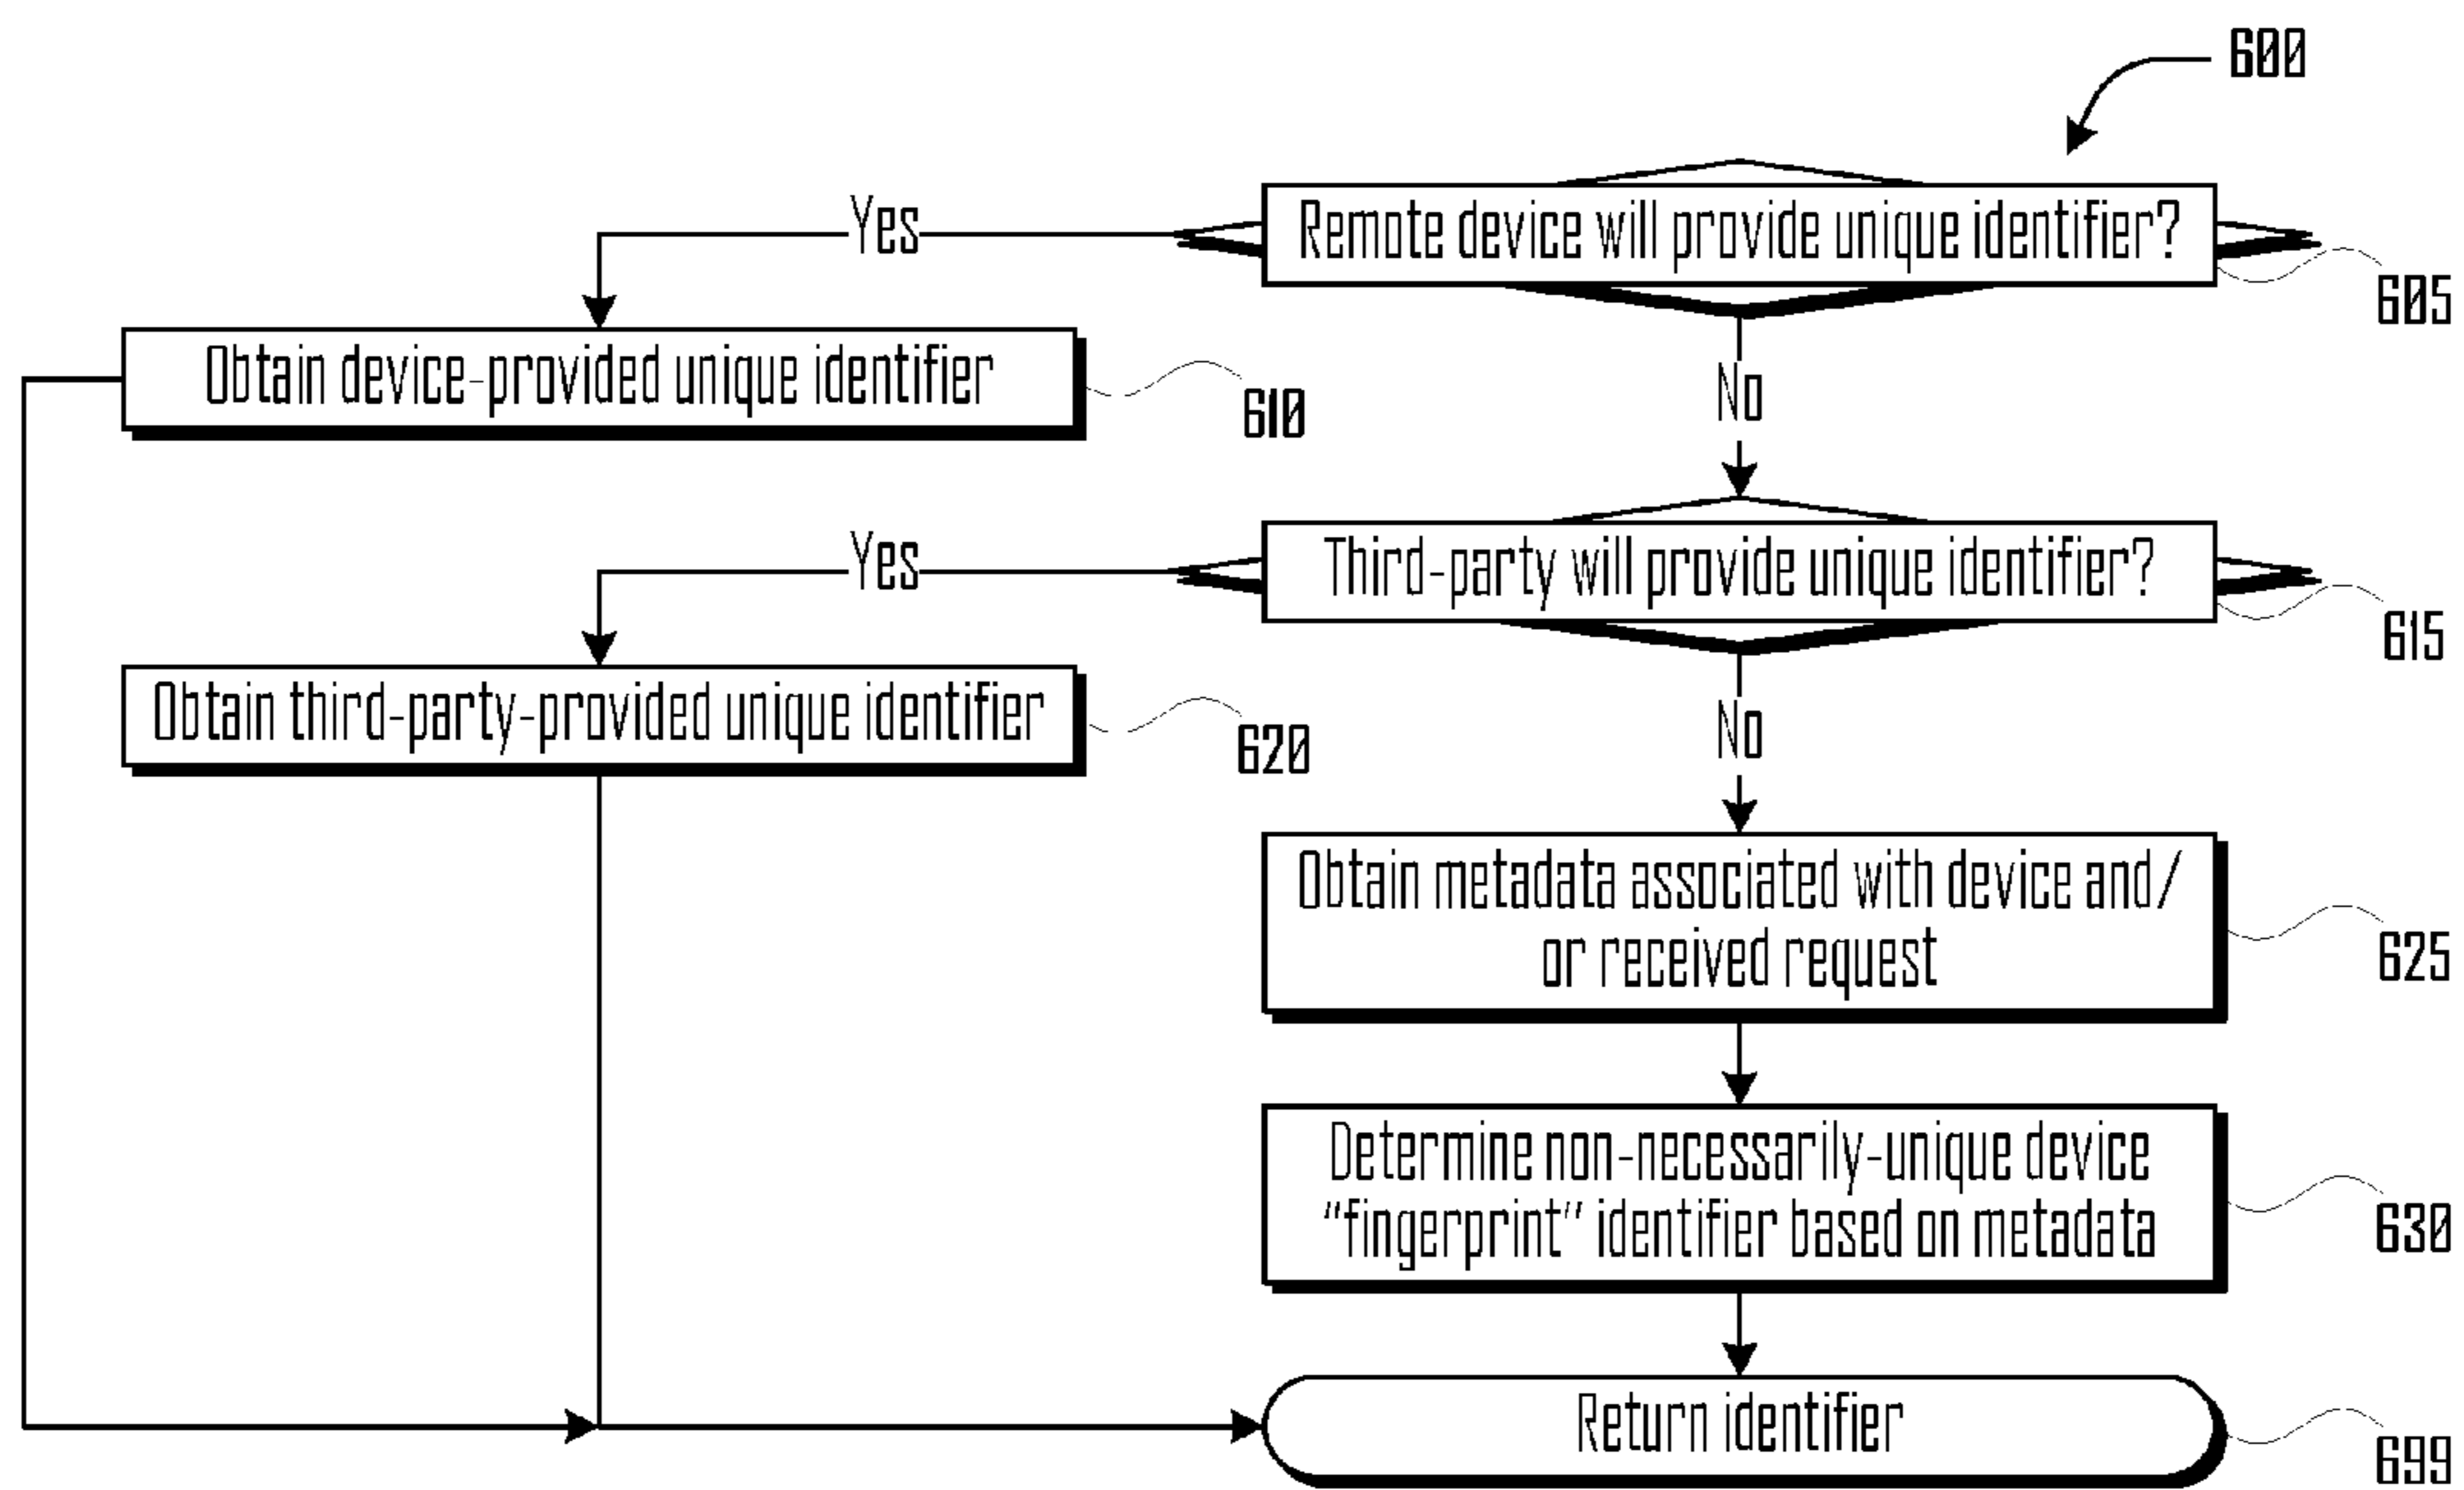 600
Yes
Remote device will provide unique identifier?
605
Obtain device-provided unique identifier
610
No
Yes
Third-party will provide unique identifier?
615
Obtain third-party-provided unique identifier
620
No
Obtain metadata associated with device and/
or received request
625
Determine non-necessarily-unique device
"fingerprint" identifier based on metadata
630
Return identifier
699